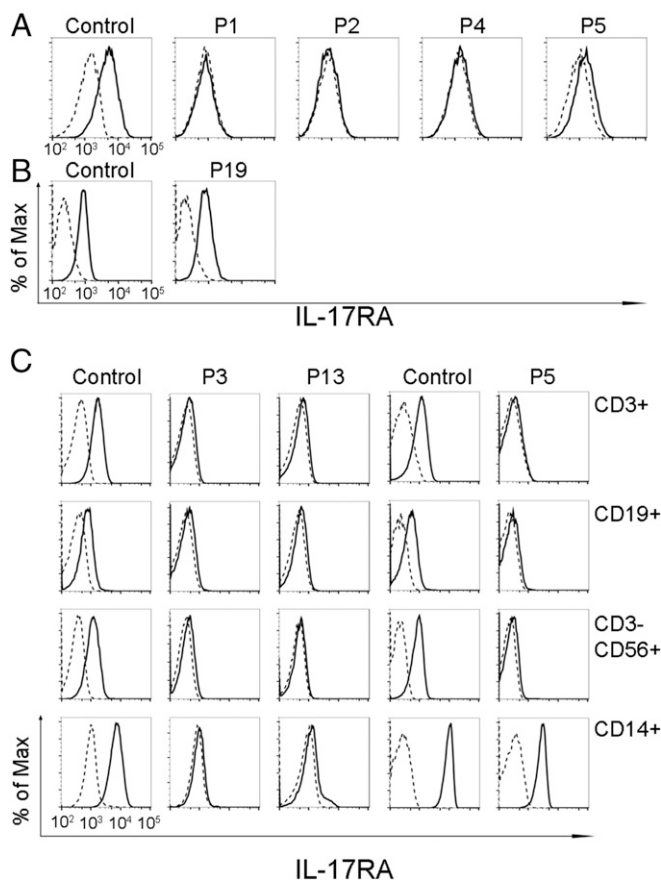 A
Control P1 P2 P4 P5
10² 10³ 10⁴ 10⁵
B
Control P19
10² 10³ 10⁴ 10⁵
% of Max
IL-17RA
C
Control P3 P13 Control P5
CD3+
CD19+
CD3-
CD56+
CD14+
10² 10³ 10⁴ 10⁵
% of Max
IL-17RA